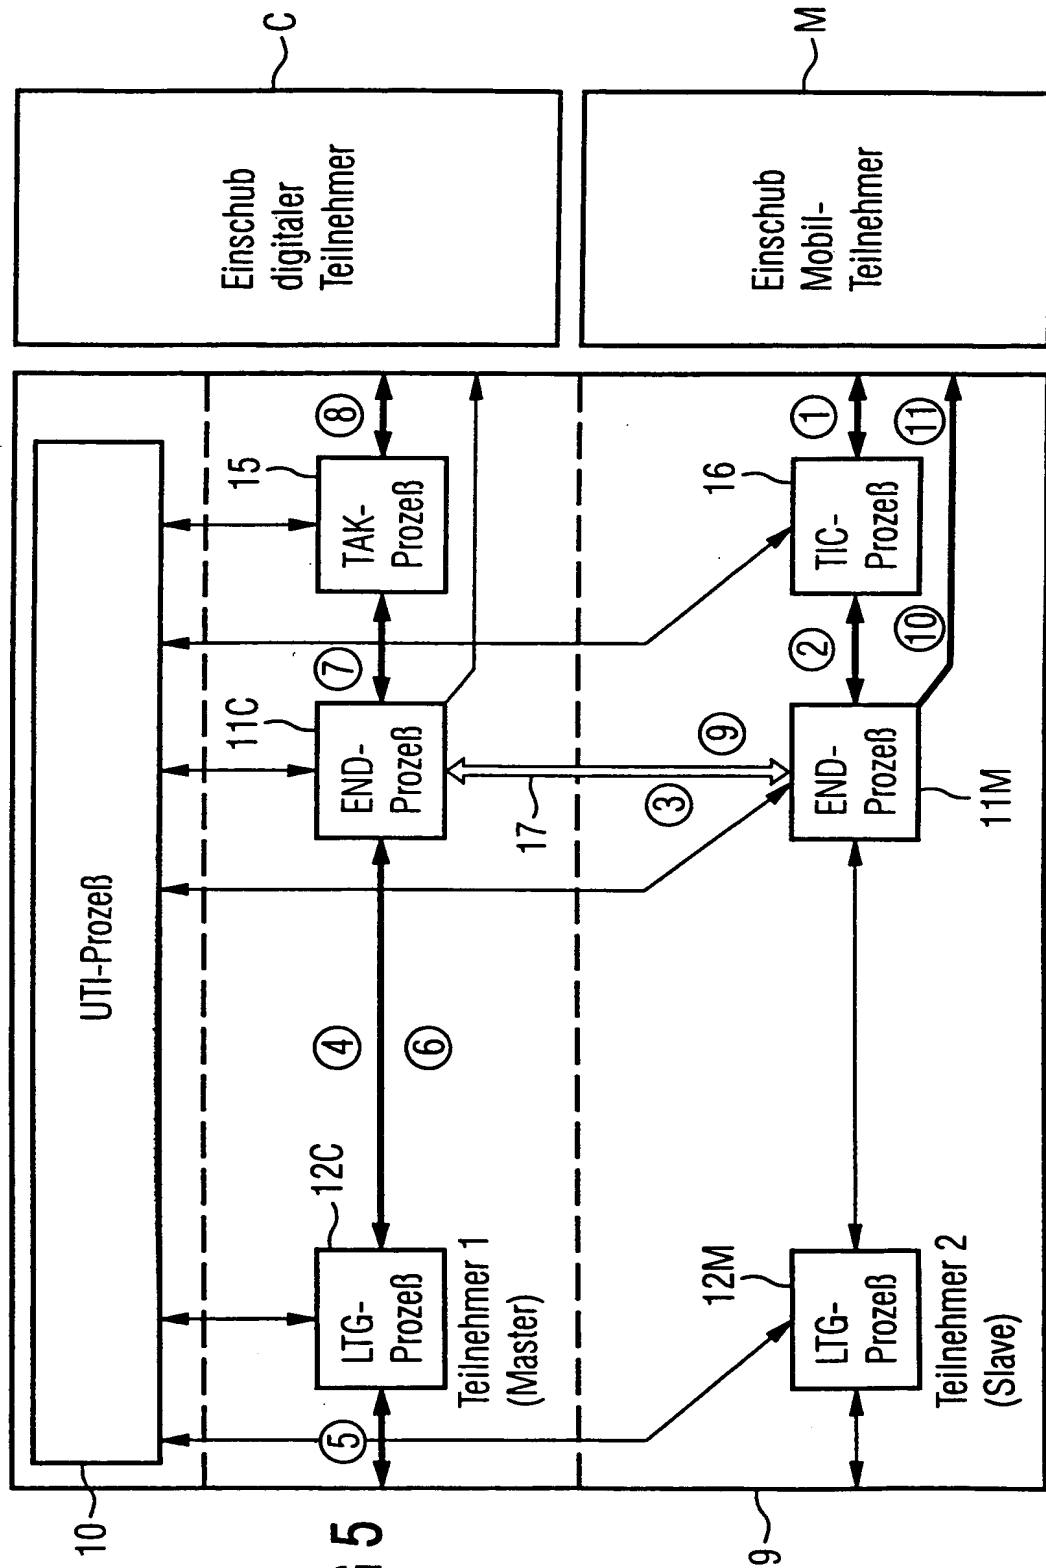 10
UTI-Prozeß
C
Einschub
digitaler
Teilnehmer
12C
LTG-
Prozeß
Teilnehmer 1
(Master)
5
4
6
11C
END-
Prozeß
7
15
TAK-
Prozeß
8
17
3
9
M
Einschub
Mobil-
Teilnehmer
12M
LTG-
Prozeß
Teilnehmer 2
(Slave)
END-
Prozeß
11M
2
16
TIC-
Prozeß
1
10
11
9
G 5